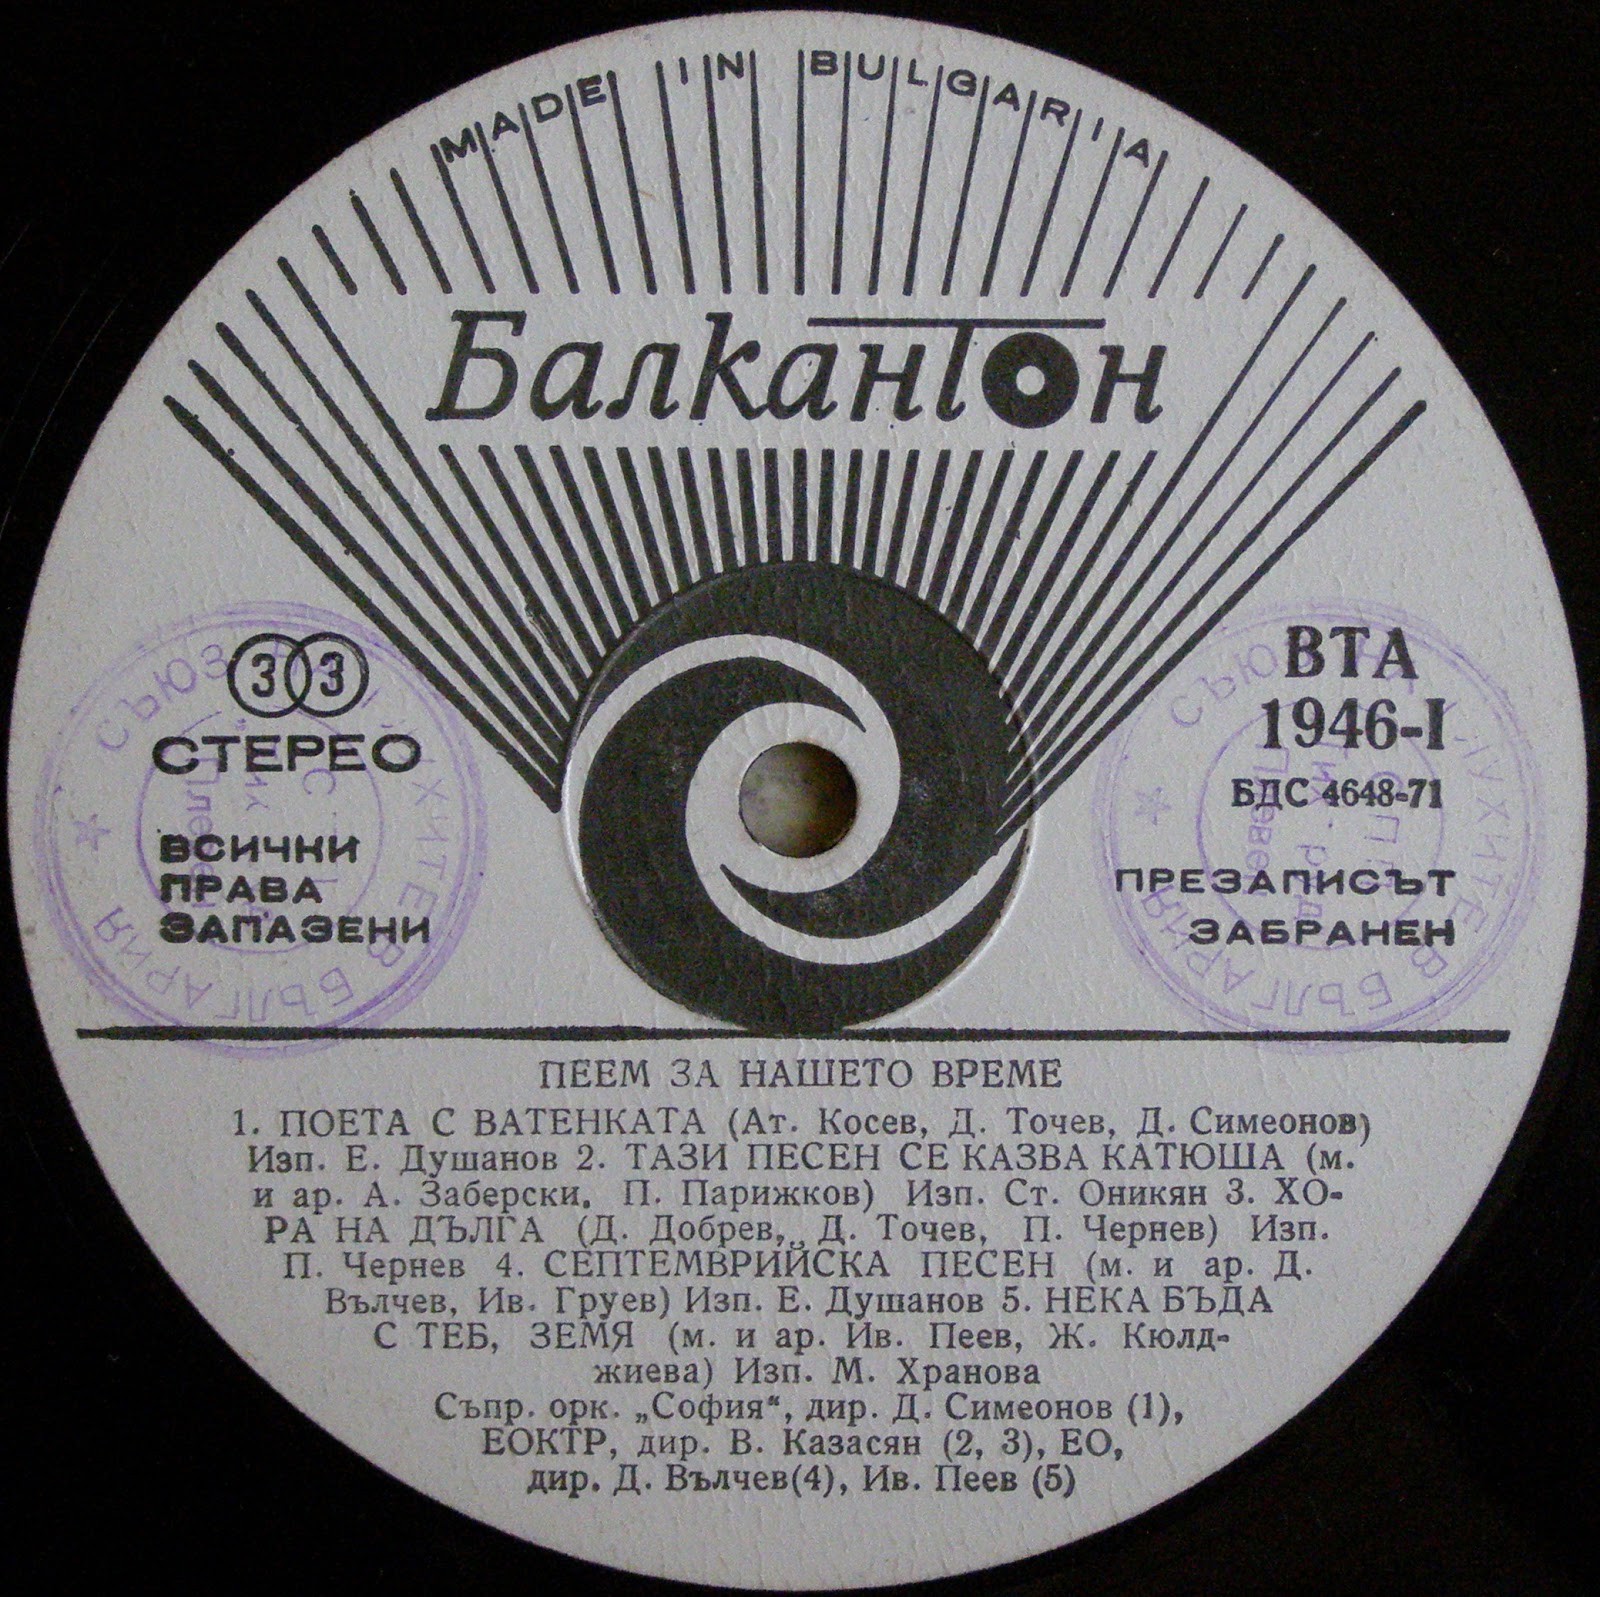 MADE IN BULGARIA
Балкантон
33
СТЕРЕО
ВСИЧКИ
ПРАВА
ЗАПАЗЕНИ
ВТА
1946-I
БДС 4648-71
ПРЕЗАПИСЪТ
ЗАБРАНЕН
ПЕЕМ ЗА НАШЕТО ВРЕМЕ
1. ПОЕТА С ВАТЕНКАТА (Ат. Косев, Д. Точев, Д. Симеонов)
Изп. Е. Душанов 2. ТАЗИ ПЕСЕН СЕ КАЗВА КАТЮША (м.
и ар. А. Заберски, П. Парижков) Изп. Ст. Оникян 3. ХО-
РА НА ДЪЛГА (Д. Добрев, Д. Точев, П. Чернев) Изп.
П. Чернев 4. СЕПТЕМВРИЙСКА ПЕСЕН (м. и ар. Д.
Вълчев, Ив. Груев) Изп. Е. Душанов 5. НЕКА БЪДА
С ТЕБ, ЗЕМЯ (м. и ар. Ив. Пеев, Ж. Кюлд-
жиева) Изп. М. Хранова
Съпр. орк. „София“, дир. Д. Симеонов (1),
ЕОКТР, дир. В. Казасян (2, 3), ЕО,
дир. Д. Вълчев(4), Ив. Пеев (5)
СЪЮЗ В БЪЛГАРИЯ
В БЪЛГАРИЯ